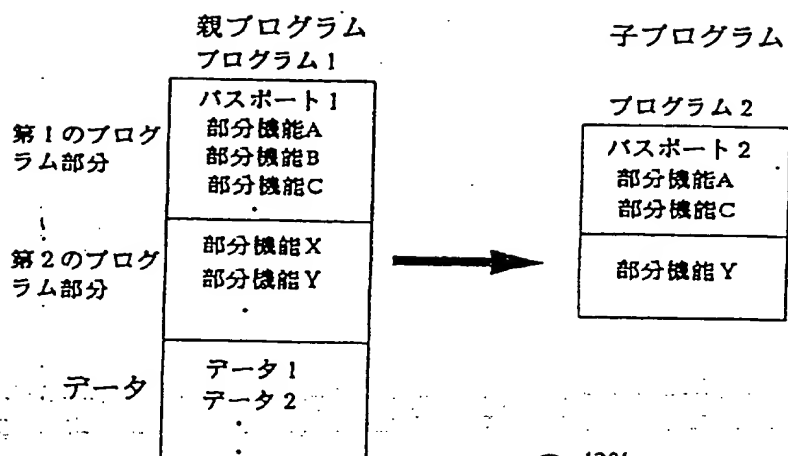 親プログラム
プログラム1
パスポート1
部分機能A
部分機能B
部分機能C
第1のプログ
ラム部分
部分機能X
部分機能Y
第2のプログ
ラム部分
データ1
データ2
データ
子プログラム
プログラム2
パスポート2
部分機能A
部分機能C
部分機能Y